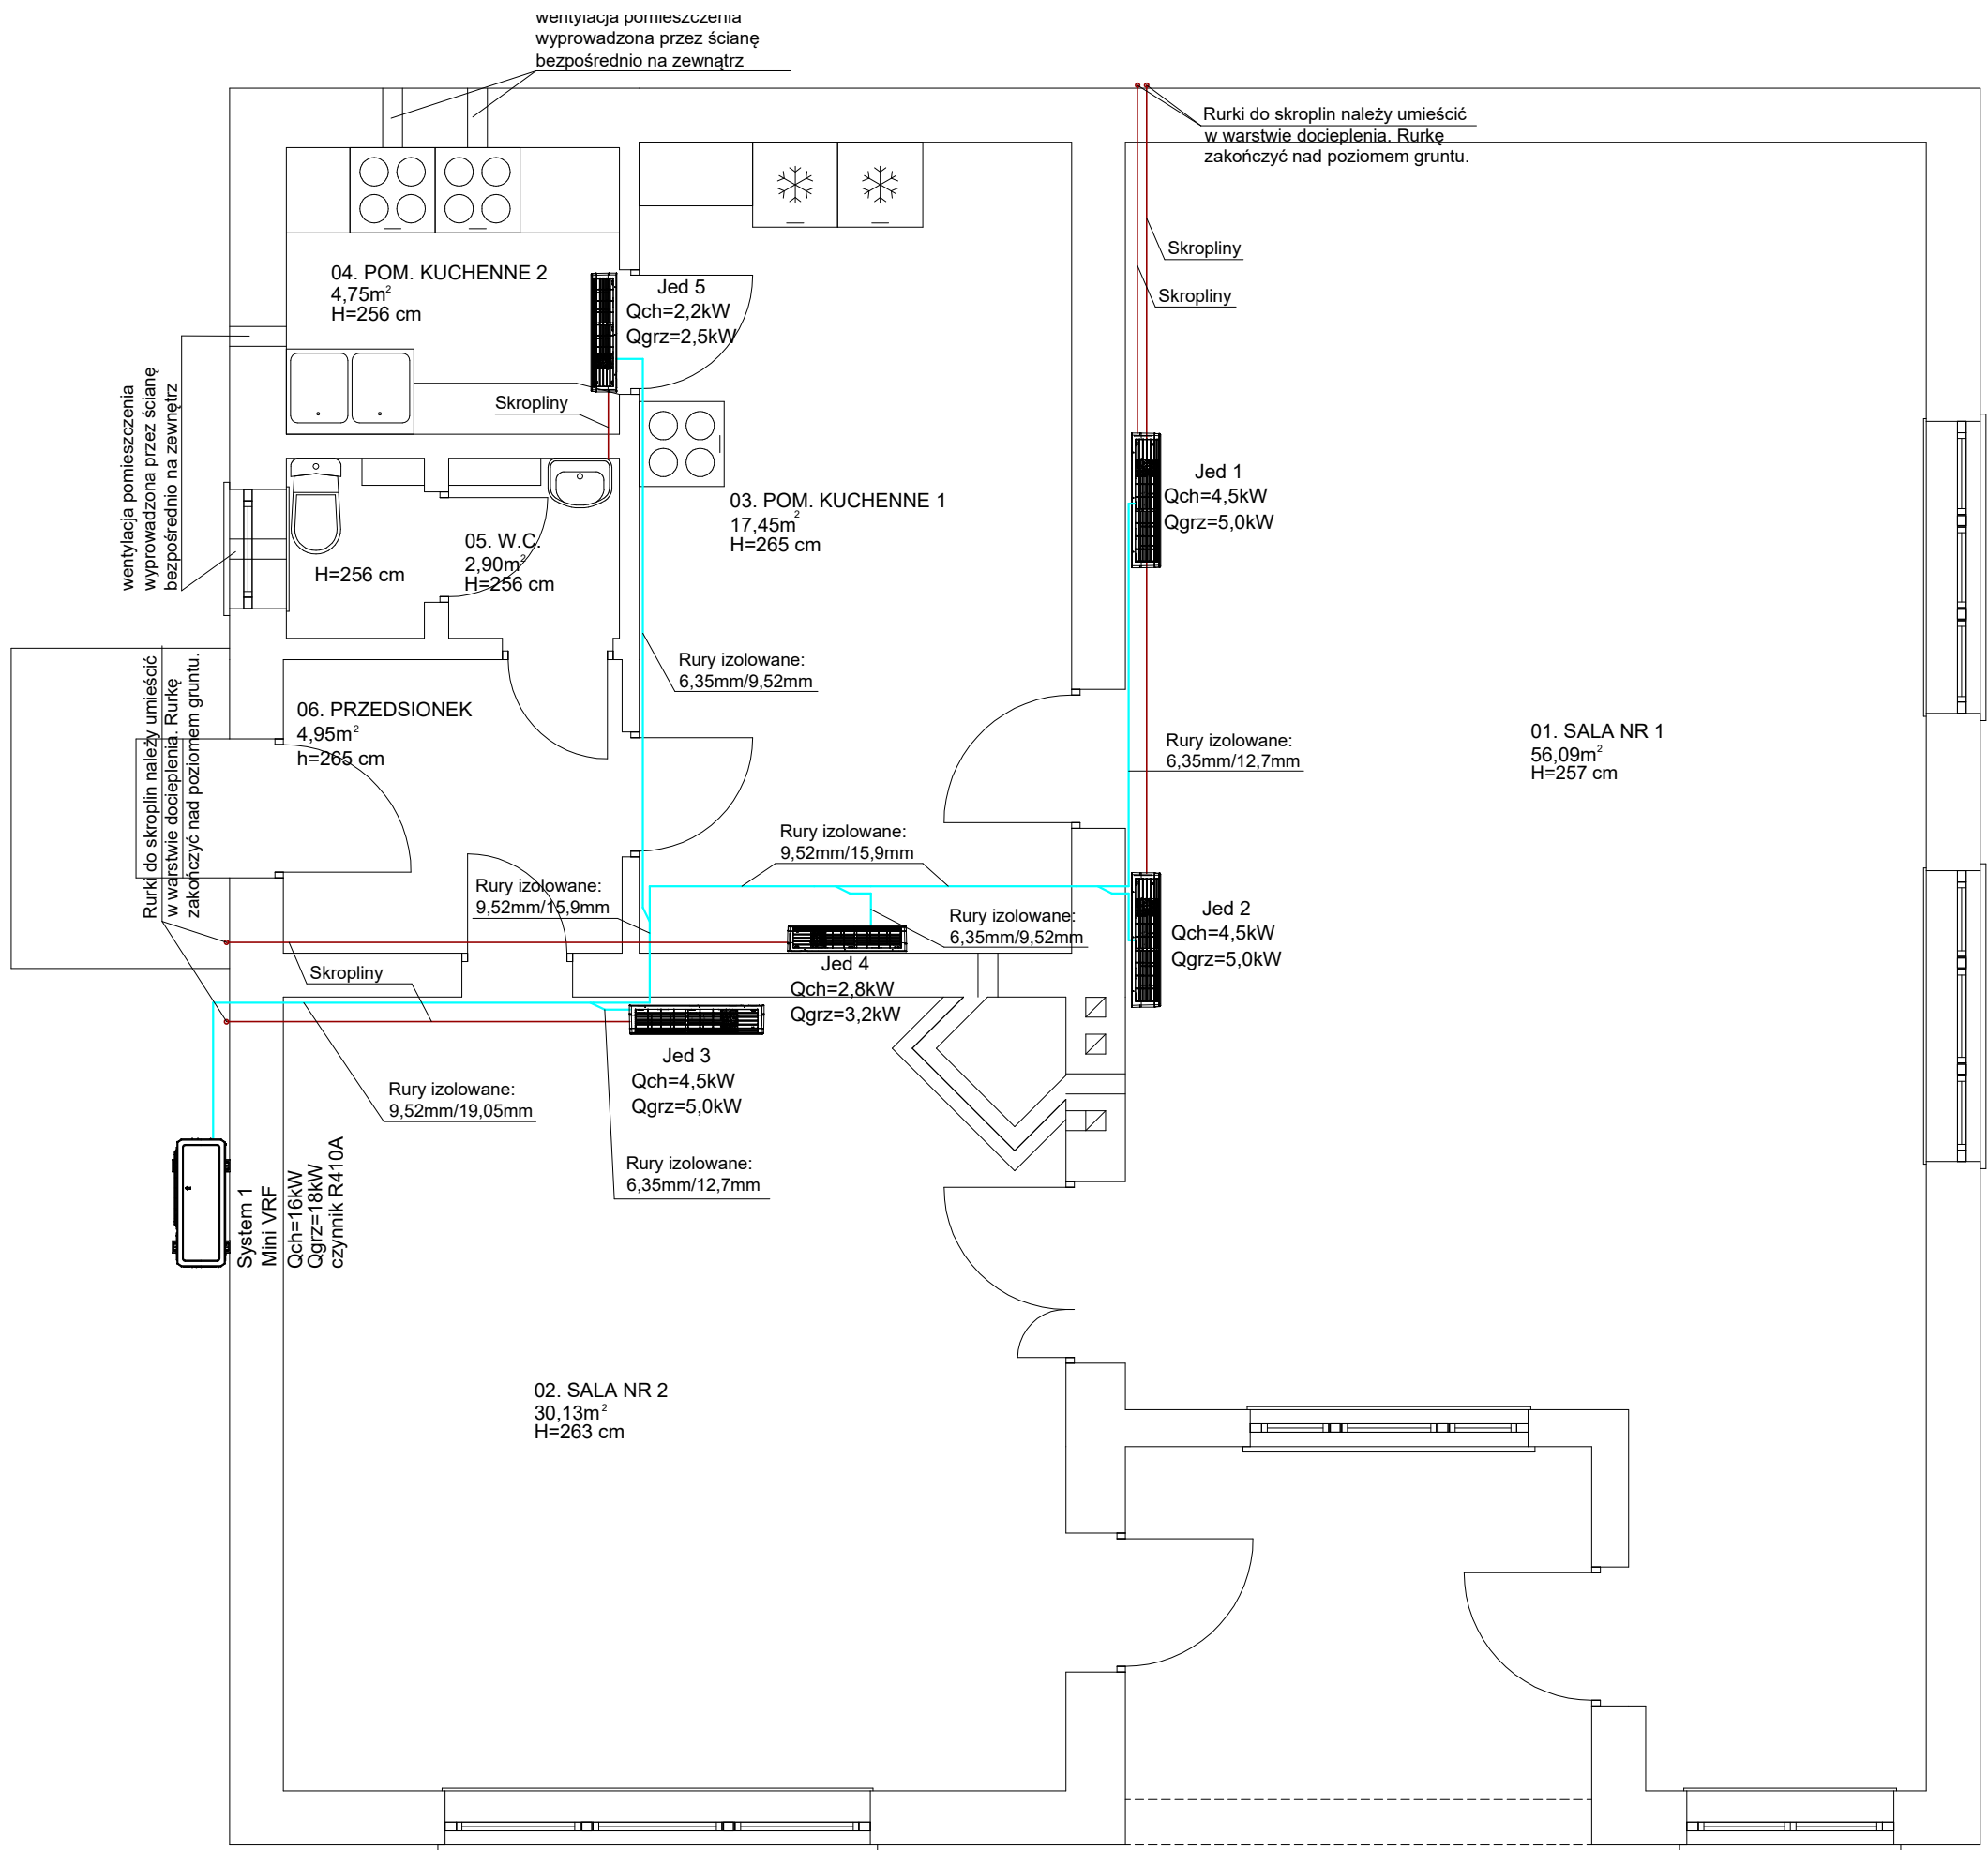 wentylacja pomieszczenia
wyprowadzona przez ścianę
bezpośrednio na zewnątrz
Rurki do skroplin należy umieścić
w warstwie docieplenia. Rurkę
zakończyć nad poziomem gruntu.
Skropliny
Skropliny
04. POM. KUCHENNE 2
4,75m²
H=256 cm
Jed 5
Qch=2,2kW
Qgrz=2,5kW
wentylacja pomieszczenia
wyprowadzona przez ścianę
bezpośrednio na zewnętrz
Skropliny
Jed 1
Qch=4,5kW
Qgrz=5,0kW
03. POM. KUCHENNE 1
17,45m²
H=265 cm
05. W.C.
2,90m²
H=256 cm
H=256 cm
Rury izolowane:
6,35mm/9,52mm
Rurki do skroplin należy umieścić
w warstwie docieplenia. Rurkę
zakończyć nad poziomem gruntu.
06. PRZEDSIONEK
4,95m²
h=265 cm
01. SALA NR 1
56,09m²
H=257 cm
Rury izolowane:
6,35mm/12,7mm
Rury izolowane:
9,52mm/15,9mm
Rury izolowane:
9,52mm/15,9mm
Rury izolowane:
6,35mm/9,52mm
Jed 2
Qch=4,5kW
Qgrz=5,0kW
Skropliny
Jed 4
Qch=2,8kW
Qgrz=3,2kW
Jed 3
Qch=4,5kW
Qgrz=5,0kW
Rury izolowane:
9,52mm/19,05mm
Rury izolowane:
6,35mm/12,7mm
System 1
Mini VRF
Qch=16kW
Qgrz=18kW
czynnik R410A
02. SALA NR 2
30,13m²
H=263 cm